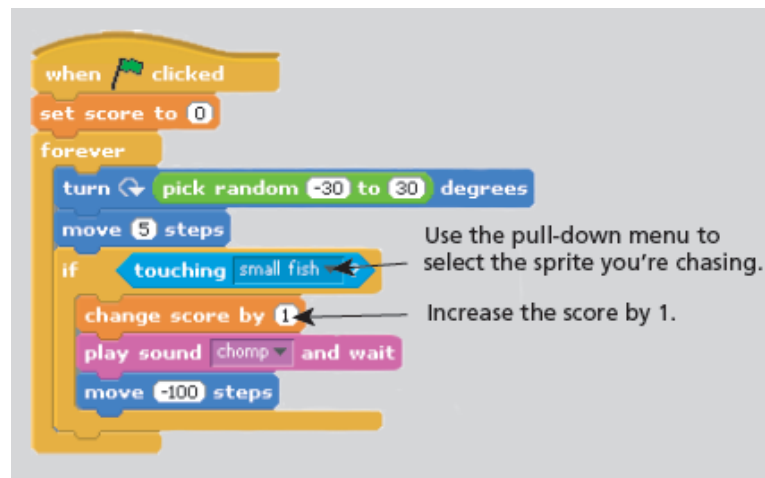 when clicked
set score to 0
forever
turn pick random -30 to 30 degrees
move 5 steps
if touching small fish
change score by 1
play sound chomp and wait
move -100 steps
Use the pull-down menu to
select the sprite you're chasing.
Increase the score by 1.